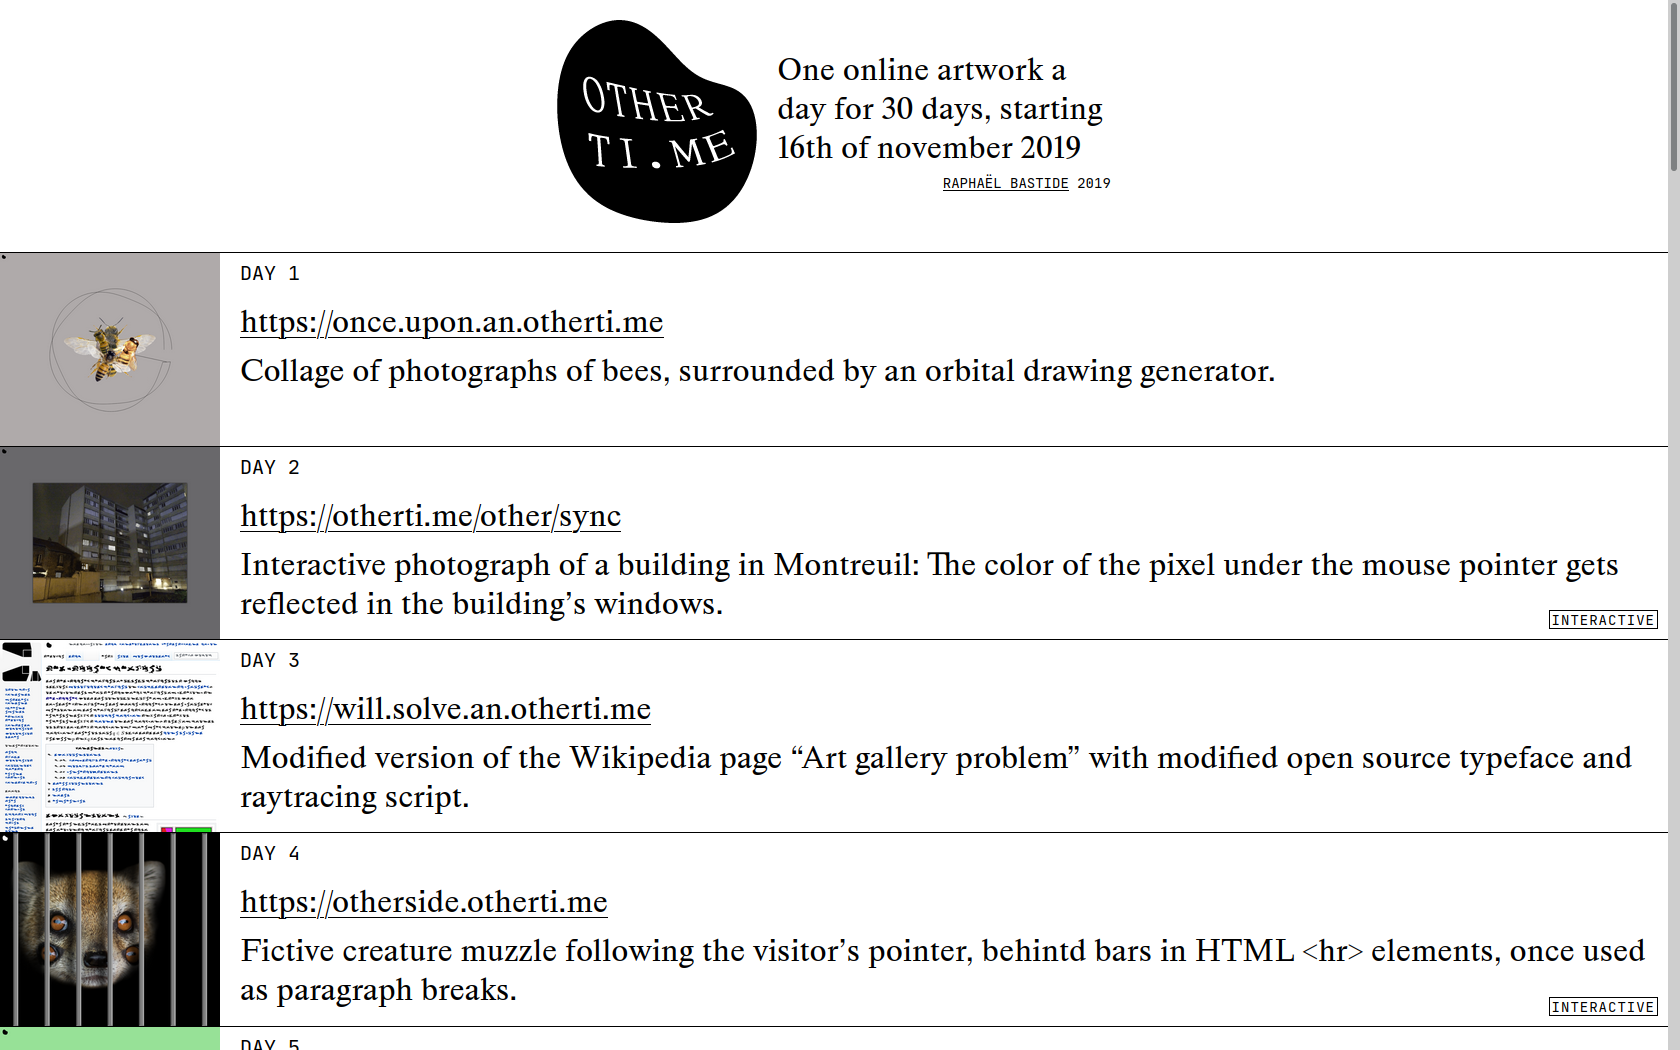 OTHER
TI.ME
One online artwork a
day for 30 days, starting
16th of november 2019
RAPHAËL BASTIDE 2019
DAY 1
https://once.upon.an.otherti.me
Collage of photographs of bees, surrounded by an orbital drawing generator.
DAY 2
https://otherti.me/other/sync
Interactive photograph of a building in Montreuil: The color of the pixel under the mouse pointer gets
reflected in the building’s windows.
INTERACTIVE
DAY 3
https://will.solve.an.otherti.me
Modified version of the Wikipedia page “Art gallery problem” with modified open source typeface and
raytracing script.
DAY 4
https://otherside.otherti.me
Fictive creature muzzle following the visitor’s pointer, behintd bars in HTML <hr> elements, once used
as paragraph breaks.
INTERACTIVE
DAY 5